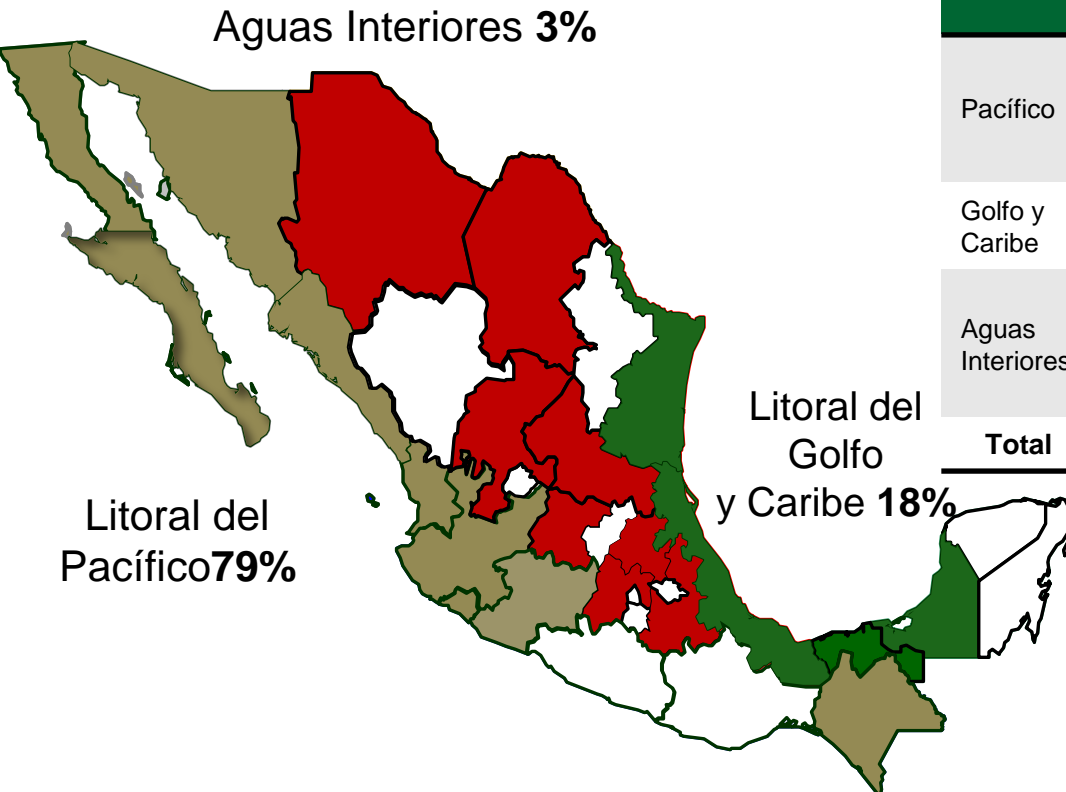 Aguas Interiores 3%
Pacífico
Golfo y
Caribe
Aguas
Interiores
Total
Litoral del
Golfo
y Caribe 18%
Litoral del
Pacífico79%